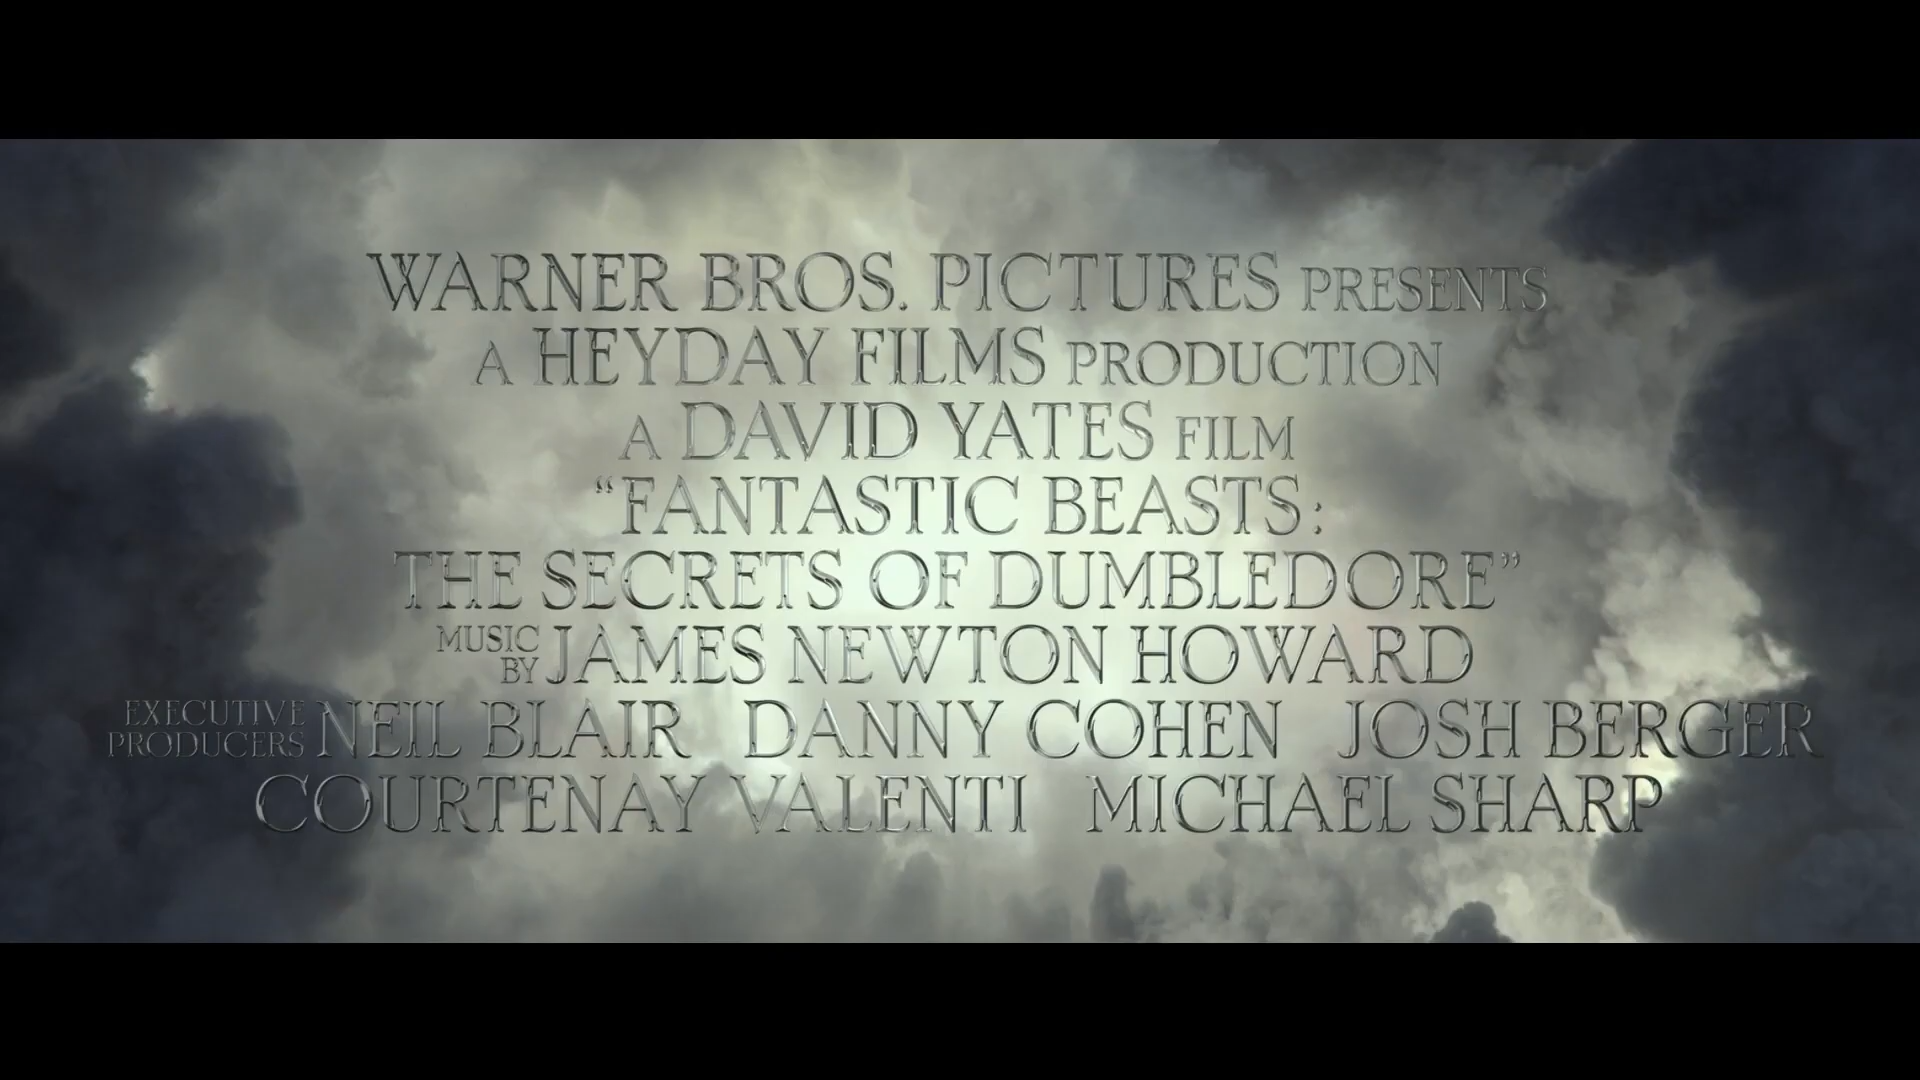 WARNER BROS. PICTURES PRESENTS
A HEYDAY FILMS PRODUCTION
A DAVID YATES FILM
“FANTASTIC BEASTS:
THE SECRETS OF DUMBLEDORE”
MUSIC BY JAMES NEWTON HOWARD
EXECUTIVE PRODUCERS NEIL BLAIR DANNY COHEN JOSH BERGER
COURTENAY VALENTI MICHAEL SHARP